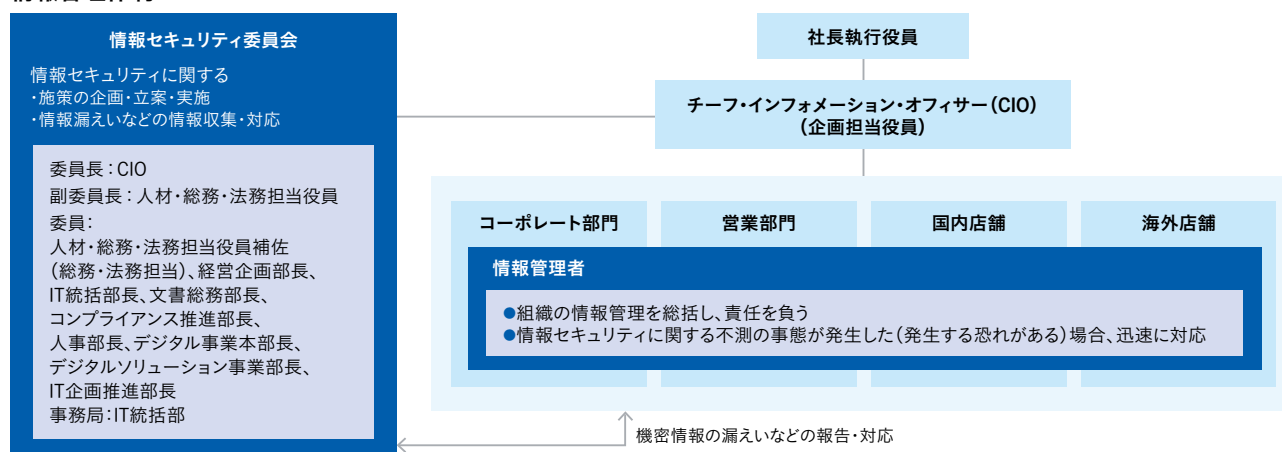 情報セキュリティ委員会
情報セキュリティに関する
・施策の企画・立案・実施
・情報漏えいなどの情報収集・対応
委員長：CIO
副委員長：人材・総務・法務担当役員
委員：
人材・総務・法務担当役員補佐
（総務・法務担当）、経営企画部長、
IT統括部長、文書総務部長、
コンプライアンス推進部長、
人事部長、デジタル事業本部長、
デジタルソリューション事業部長、
IT企画推進部長
事務局：IT統括部
社長執行役員
チーフ・インフォメーション・オフィサー（CIO）
（企画担当役員）
コーポレート部門
営業部門
国内店舗
海外店舗
情報管理者
●組織の情報管理を総括し、責任を負う
●情報セキュリティに関する不測の事態が発生した（発生する恐れがある）場合、迅速に対応
機密情報の漏えいなどの報告・対応